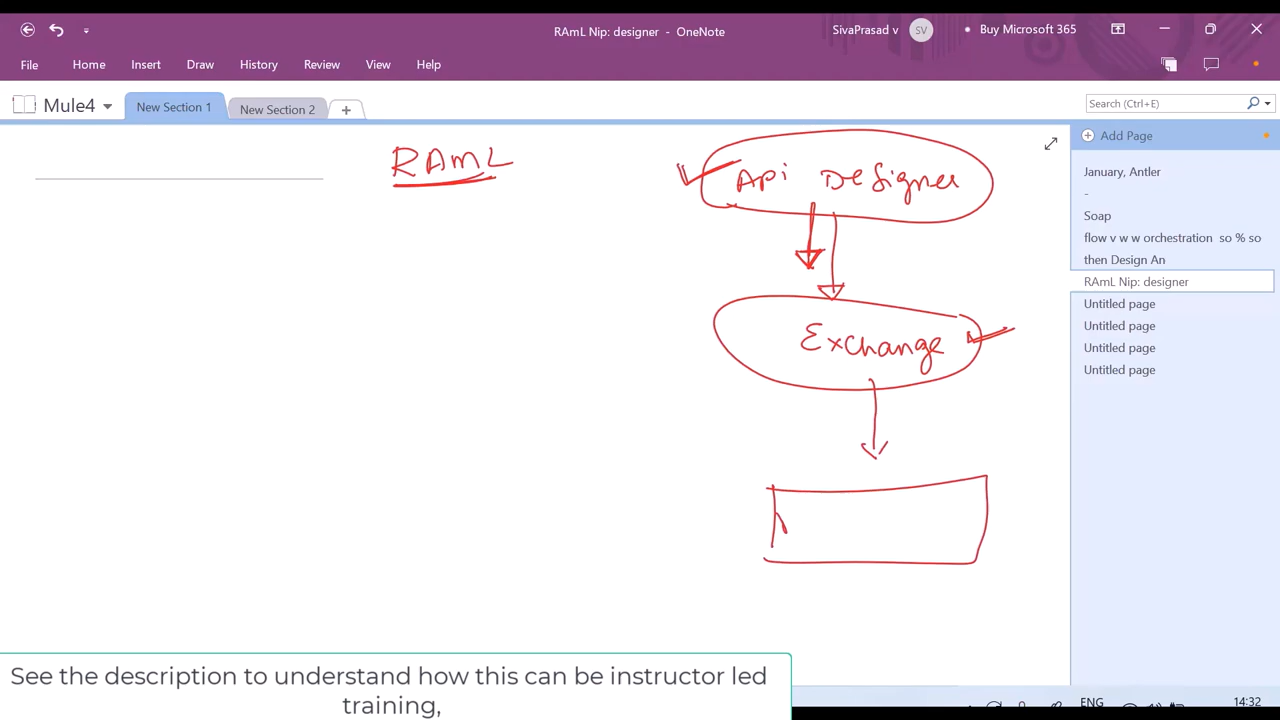 RAmL Nip: designer - OneNote
SivaPrasad v
SV
Buy Microsoft 365
File
Home
Insert
Draw
History
Review
View
Help
Mule4
New Section 1
New Section 2
+
Search (Ctrl+E)
Add Page
January, Antler
-
Soap
flow v w w orchestration so % so
then Design An
RAmL Nip: designer
Untitled page
Untitled page
Untitled page
Untitled page
RAML
Api Designer
Exchange
See the description to understand how this can be instructor led
training,
ENG
14:32